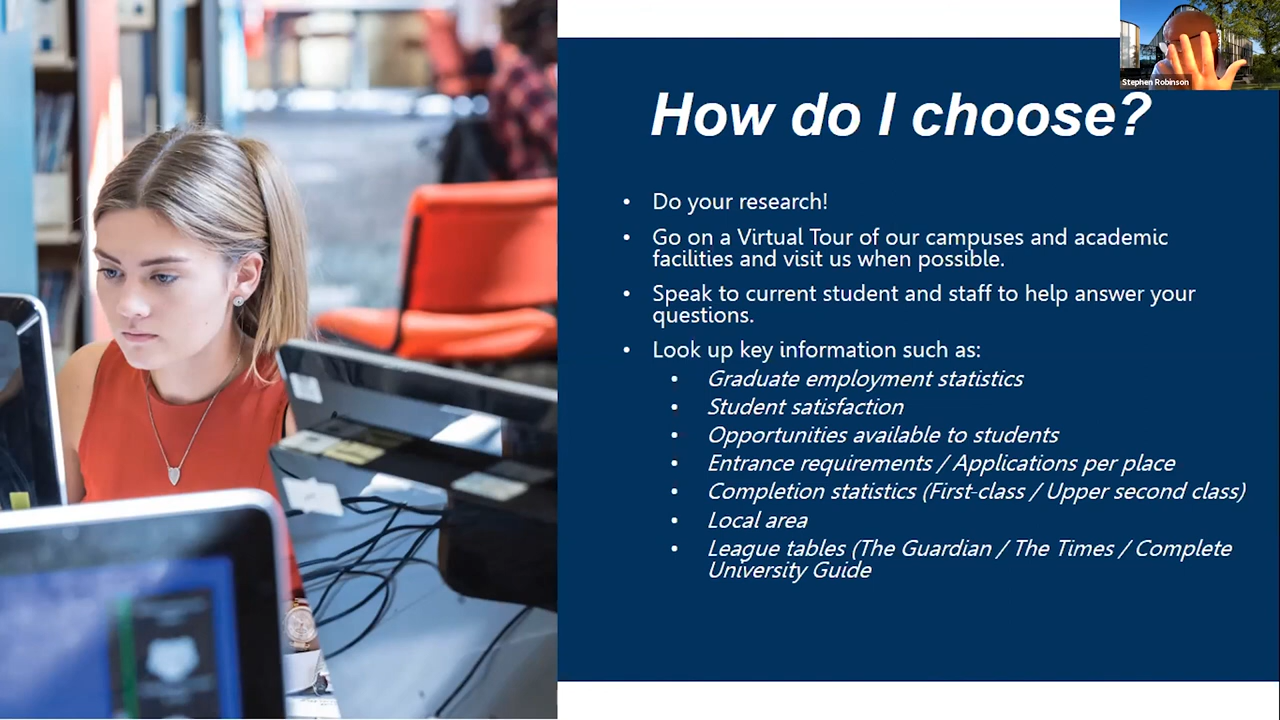 Stephen Robinson
How do I choose?
• Do your research!
• Go on a Virtual Tour of our campuses and academic
facilities and visit us when possible.
• Speak to current student and staff to help answer your
questions.
• Look up key information such as:
• Graduate employment statistics
• Student satisfaction
• Opportunities available to students
• Entrance requirements / Applications per place
• Completion statistics (First-class / Upper second class)
• Local area
• League tables (The Guardian / The Times / Complete
University Guide